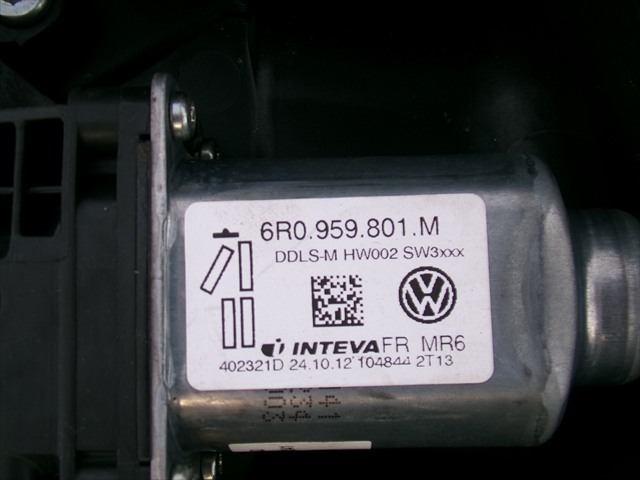 6R0.959.801.M
DDLS-M HW002 SW3xxx
INTEVA FR MR6
402321D 24.10.12 104844 2T13